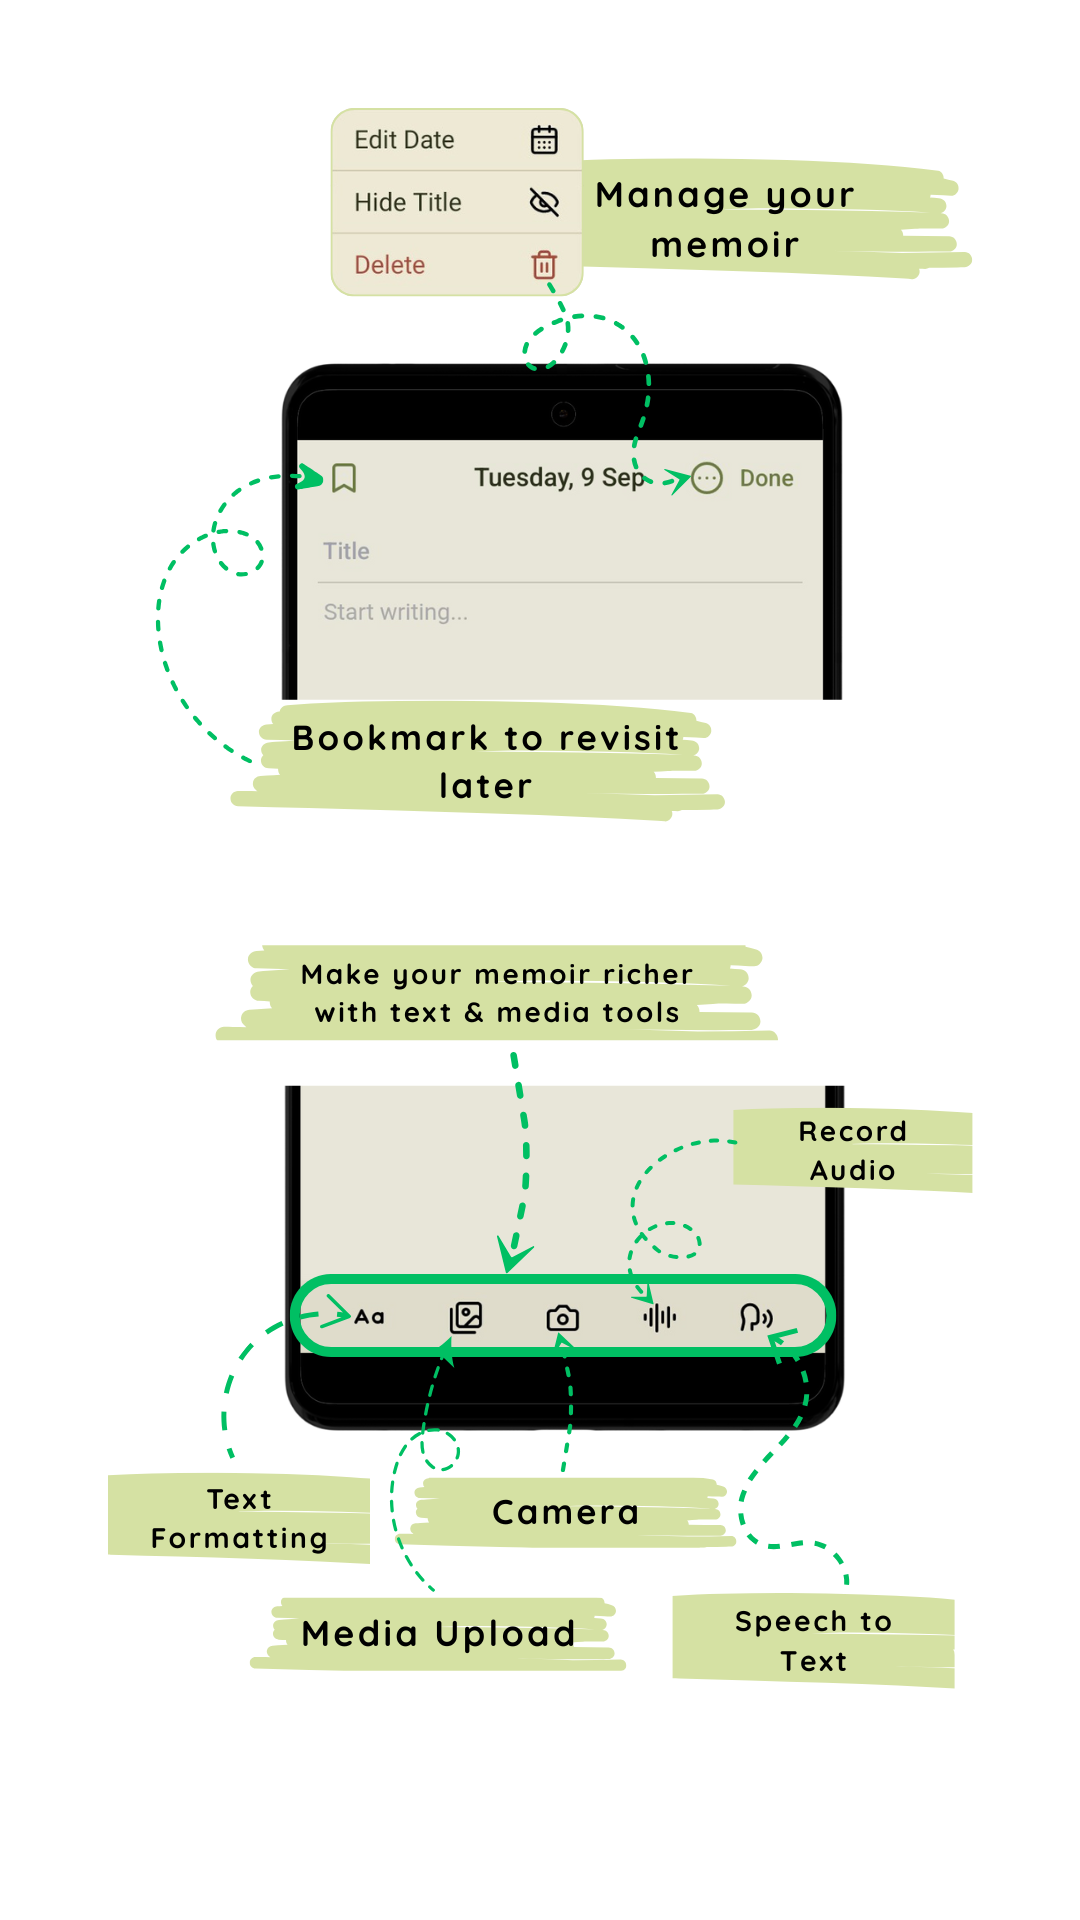 Edit Date
Hide Title
Delete
Manage your
memoir
Tuesday, 9 Sep
Done
Title
Start writing...
Bookmark to revisit
later
Make your memoir richer
with text & media tools
Record
Audio
Aa
Text
Formatting
Camera
Media Upload
Speech to
Text